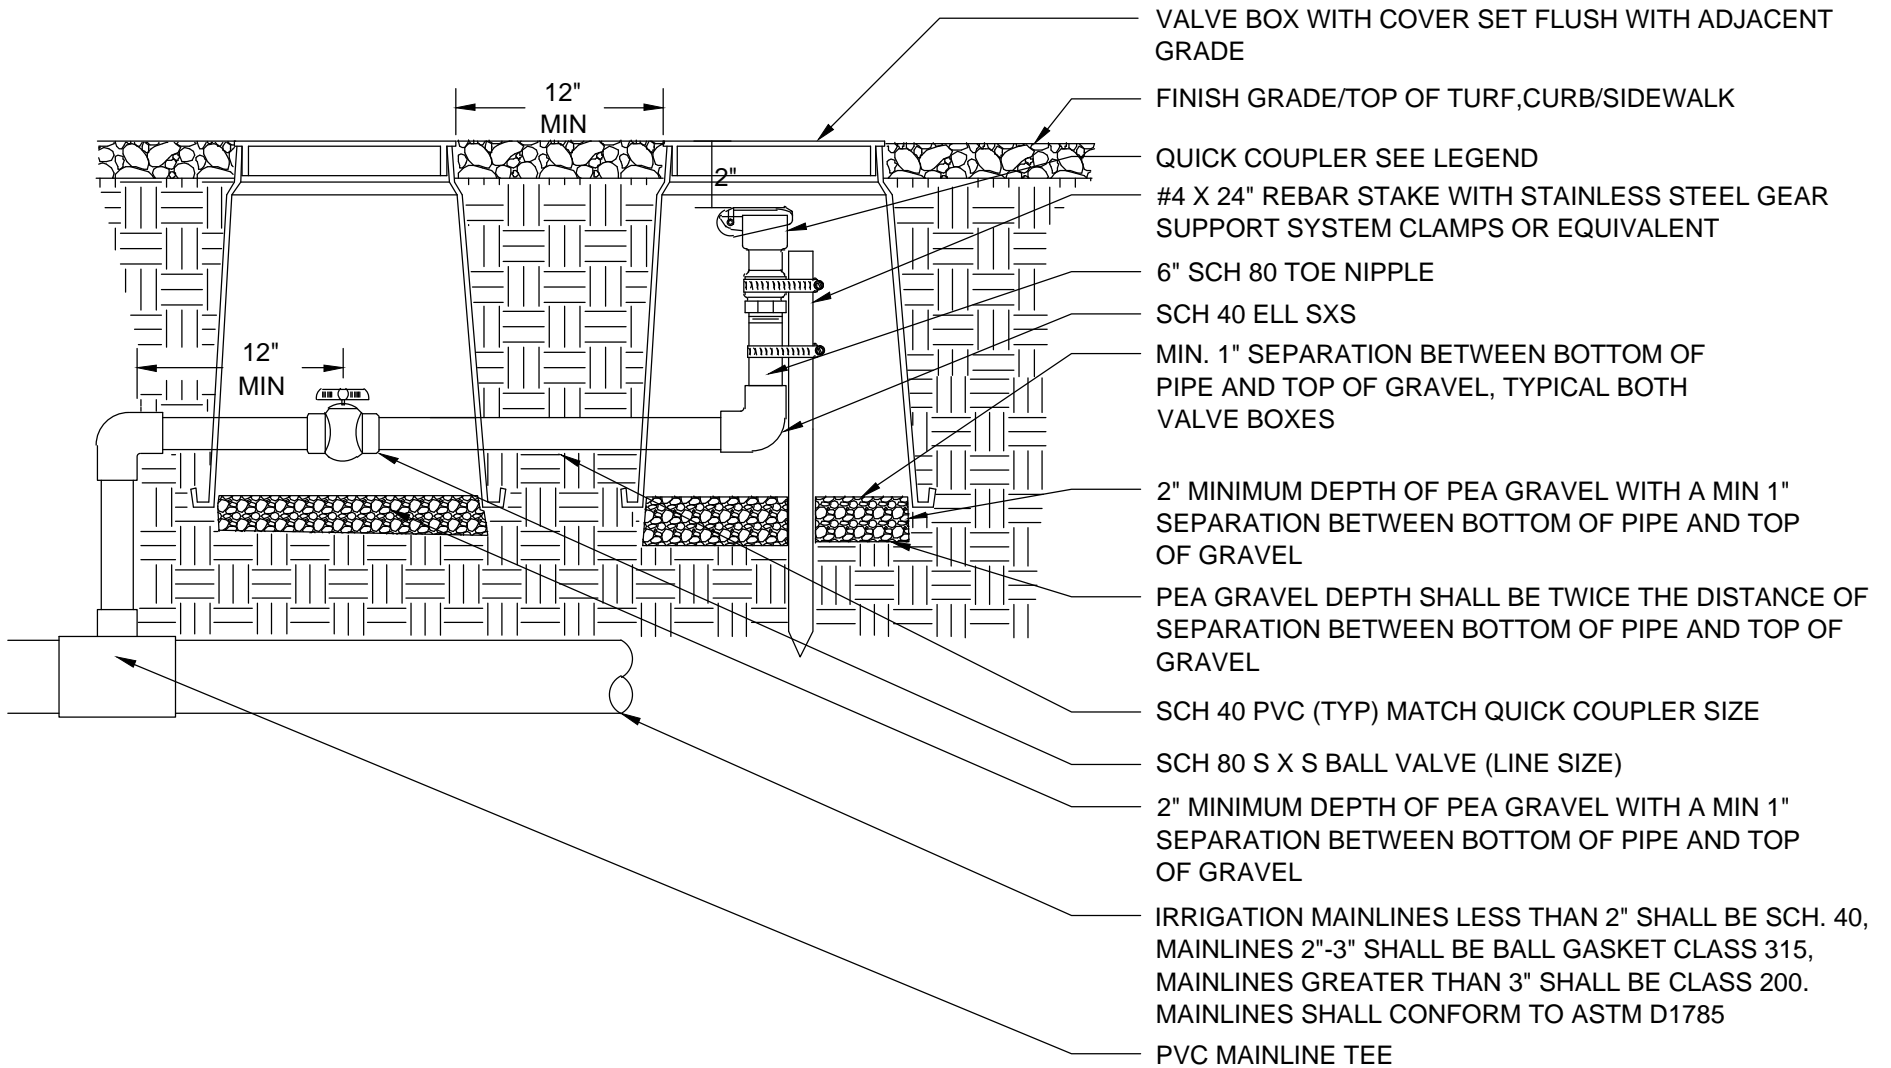 VALVE BOX WITH COVER SET FLUSH WITH ADJACENT
GRADE
12"
MIN
FINISH GRADE/TOP OF TURF,CURB/SIDEWALK
QUICK COUPLER SEE LEGEND
2"
#4 X 24" REBAR STAKE WITH STAINLESS STEEL GEAR
SUPPORT SYSTEM CLAMPS OR EQUIVALENT
6" SCH 80 TOE NIPPLE
SCH 40 ELL SXS
12"
MIN
MIN. 1" SEPARATION BETWEEN BOTTOM OF
PIPE AND TOP OF GRAVEL, TYPICAL BOTH
VALVE BOXES
2" MINIMUM DEPTH OF PEA GRAVEL WITH A MIN 1"
SEPARATION BETWEEN BOTTOM OF PIPE AND TOP
OF GRAVEL
PEA GRAVEL DEPTH SHALL BE TWICE THE DISTANCE OF
SEPARATION BETWEEN BOTTOM OF PIPE AND TOP OF
GRAVEL
SCH 40 PVC (TYP) MATCH QUICK COUPLER SIZE
SCH 80 S X S BALL VALVE (LINE SIZE)
2" MINIMUM DEPTH OF PEA GRAVEL WITH A MIN 1"
SEPARATION BETWEEN BOTTOM OF PIPE AND TOP
OF GRAVEL
IRRIGATION MAINLINES LESS THAN 2" SHALL BE SCH. 40,
MAINLINES 2"-3" SHALL BE BALL GASKET CLASS 315,
MAINLINES GREATER THAN 3" SHALL BE CLASS 200.
MAINLINES SHALL CONFORM TO ASTM D1785
PVC MAINLINE TEE